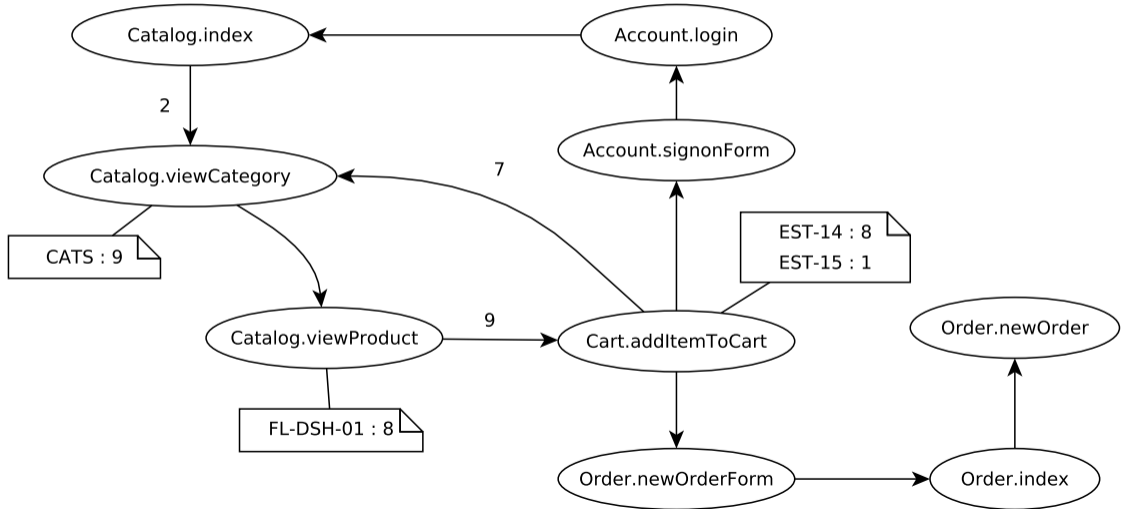 Catalog.index
Account.login
2
Account.signonForm
7
Catalog.viewCategory
EST-14 : 8
EST-15 : 1
CATS : 9
9
Catalog.viewProduct
Cart.addItemToCart
Order.newOrder
FL-DSH-01 : 8
Order.newOrderForm
Order.index